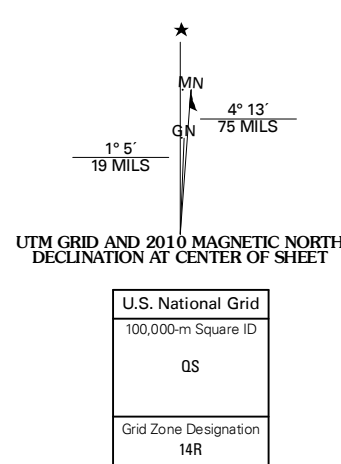 MN
4° 13´
75 MILS
GN
1° 5´
19 MILS
UTM GRID AND 2010 MAGNETIC NORTH
DECLINATION AT CENTER OF SHEET
U.S. National Grid
100,000-m Square ID
QS
Grid Zone Designation
14R